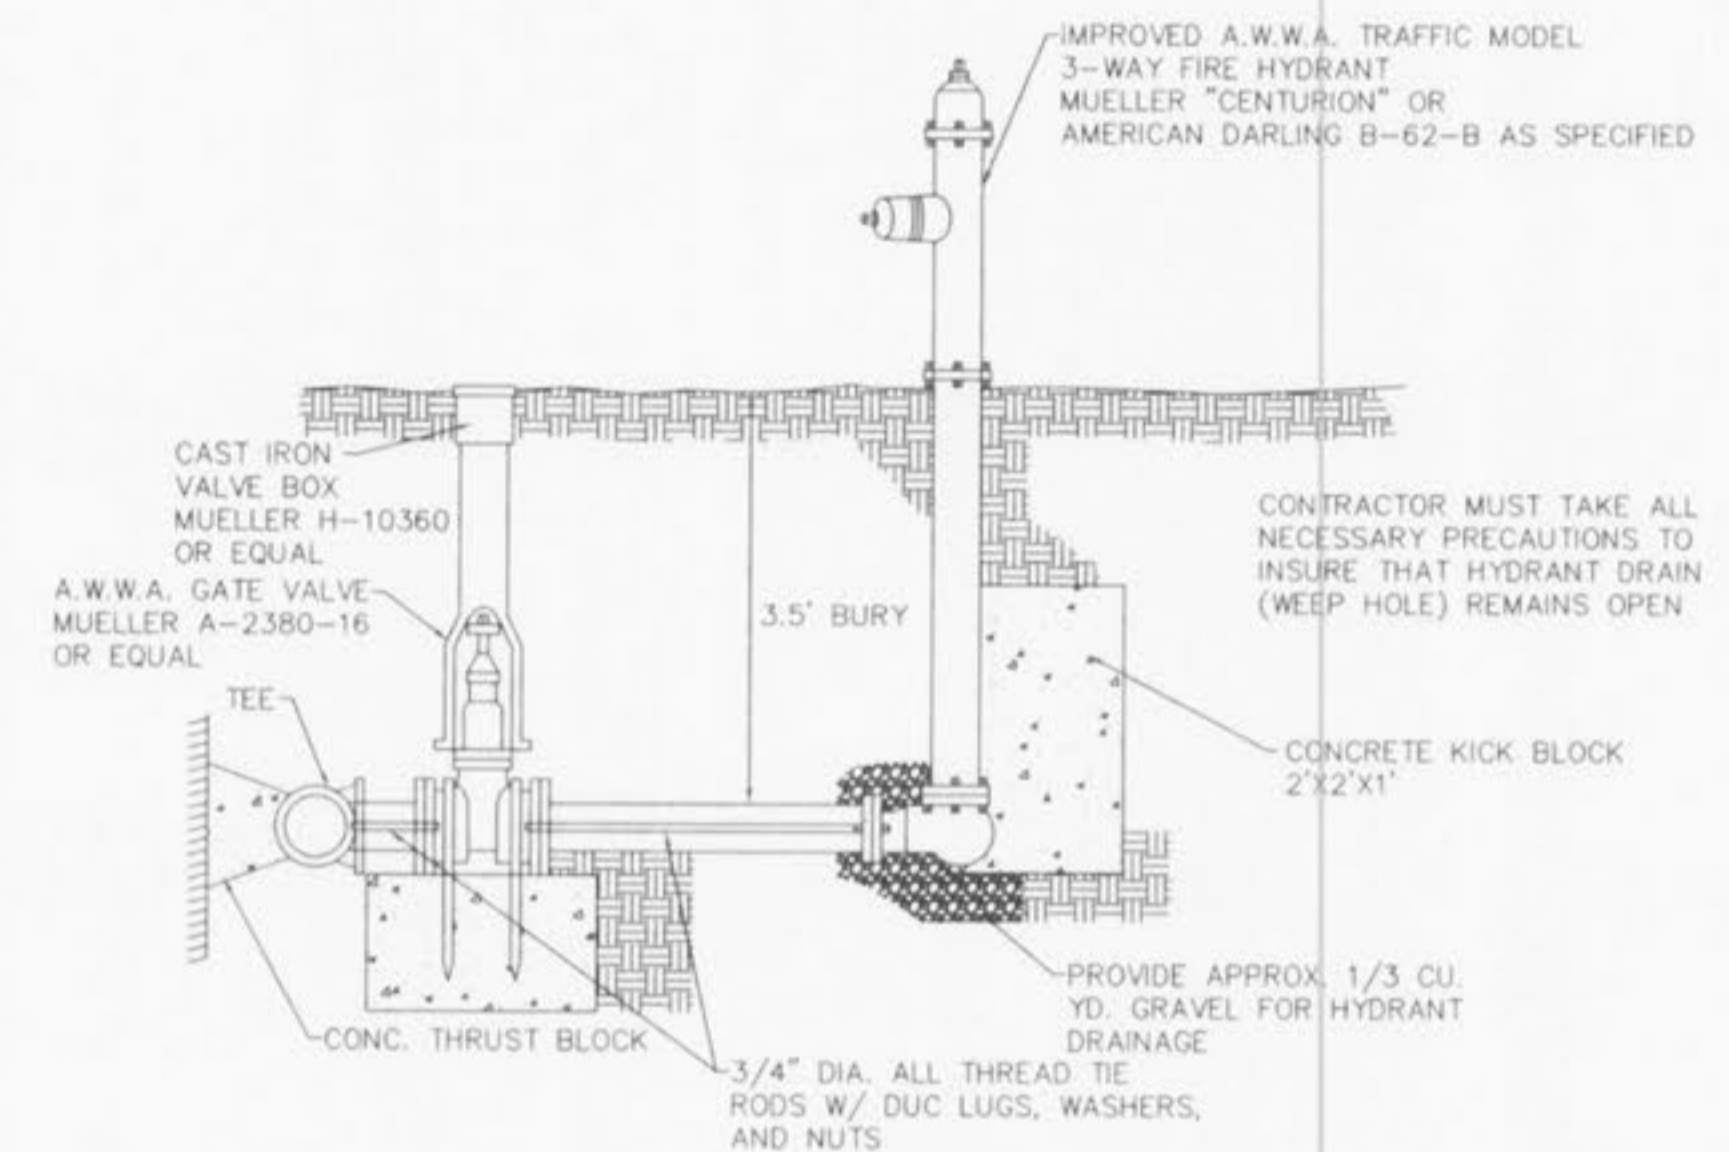 IMPROVED A.W.W.A. TRAFFIC MODEL
3-WAY FIRE HYDRANT
MUELLER "CENTURION" OR
AMERICAN DARLING B-62-B AS SPECIFIED
CAST IRON
VALVE BOX
MUELLER H-10360
OR EQUAL
A.W.W.A. GATE VALVE
MUELLER A-2380-16
OR EQUAL
TEE
3.5' BURY
CONTRACTOR MUST TAKE ALL
NECESSARY PRECAUTIONS TO
INSURE THAT HYDRANT DRAIN
(WEEP HOLE) REMAINS OPEN
CONCRETE KICK BLOCK
2'X2'X1'
PROVIDE APPROX. 1/3 CU.
YD. GRAVEL FOR HYDRANT
DRAINAGE
CONC. THRUST BLOCK
3/4" DIA. ALL THREAD TIE
RODS W/ DUC LUGS, WASHERS,
AND NUTS